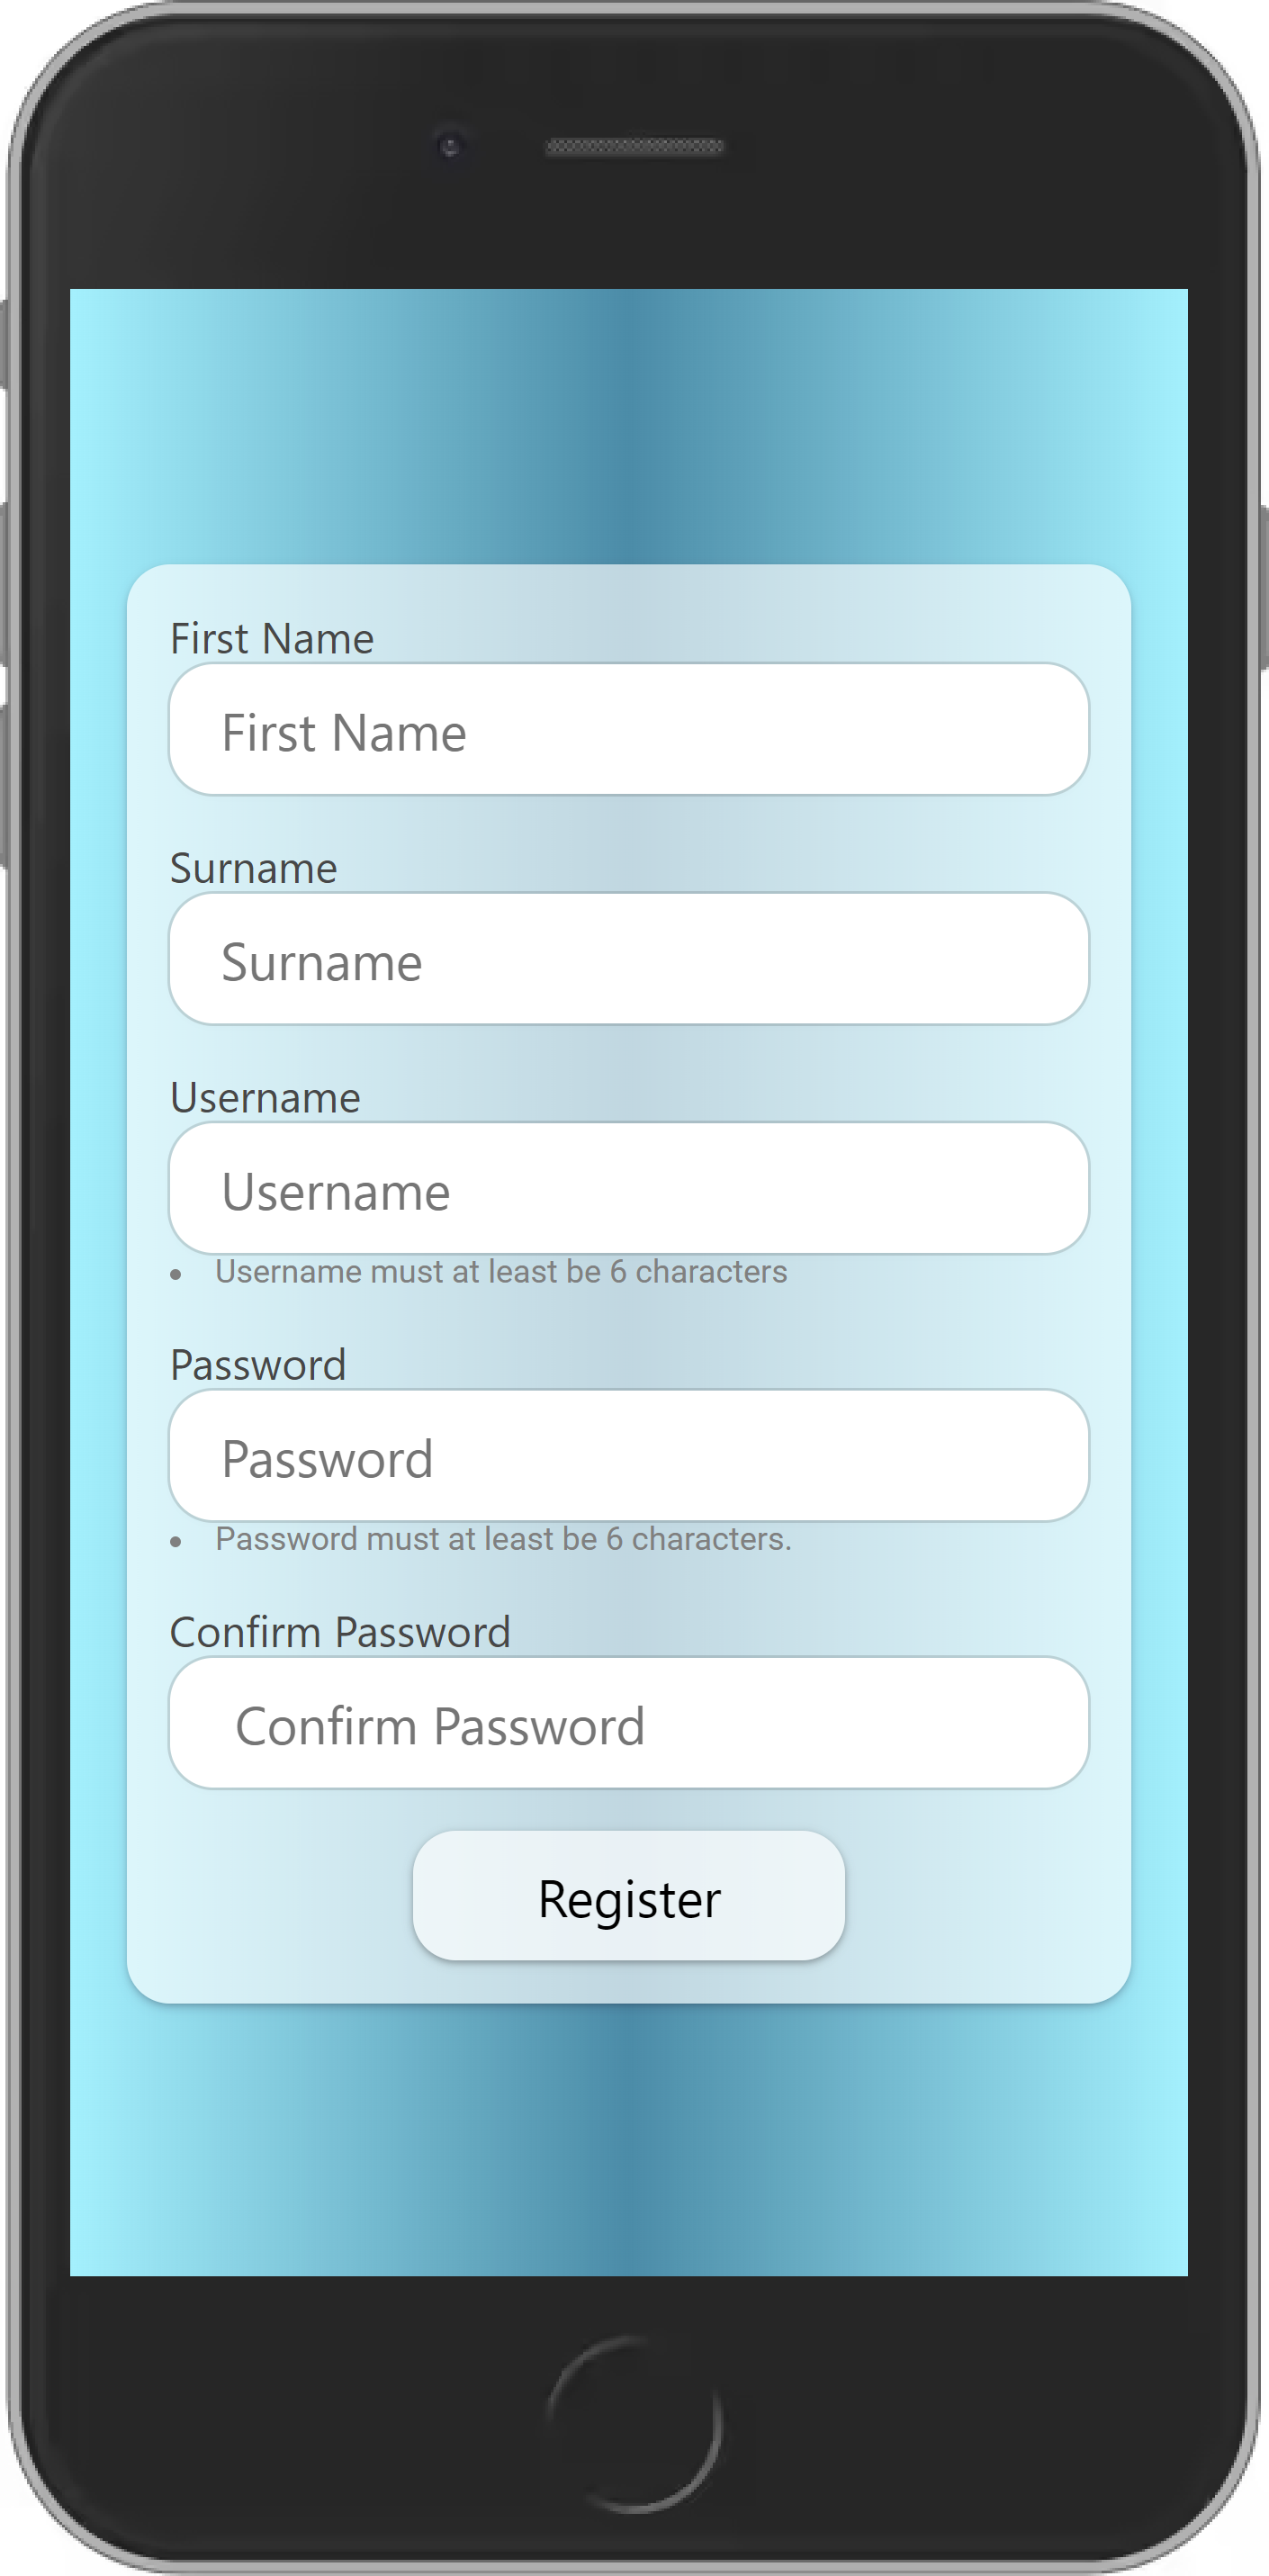 First Name
First Name
Surname
Surname
Username
Username
• Username must at least be 6 characters
Password
Password
• Password must at least be 6 characters.
Confirm Password
Confirm Password
Register